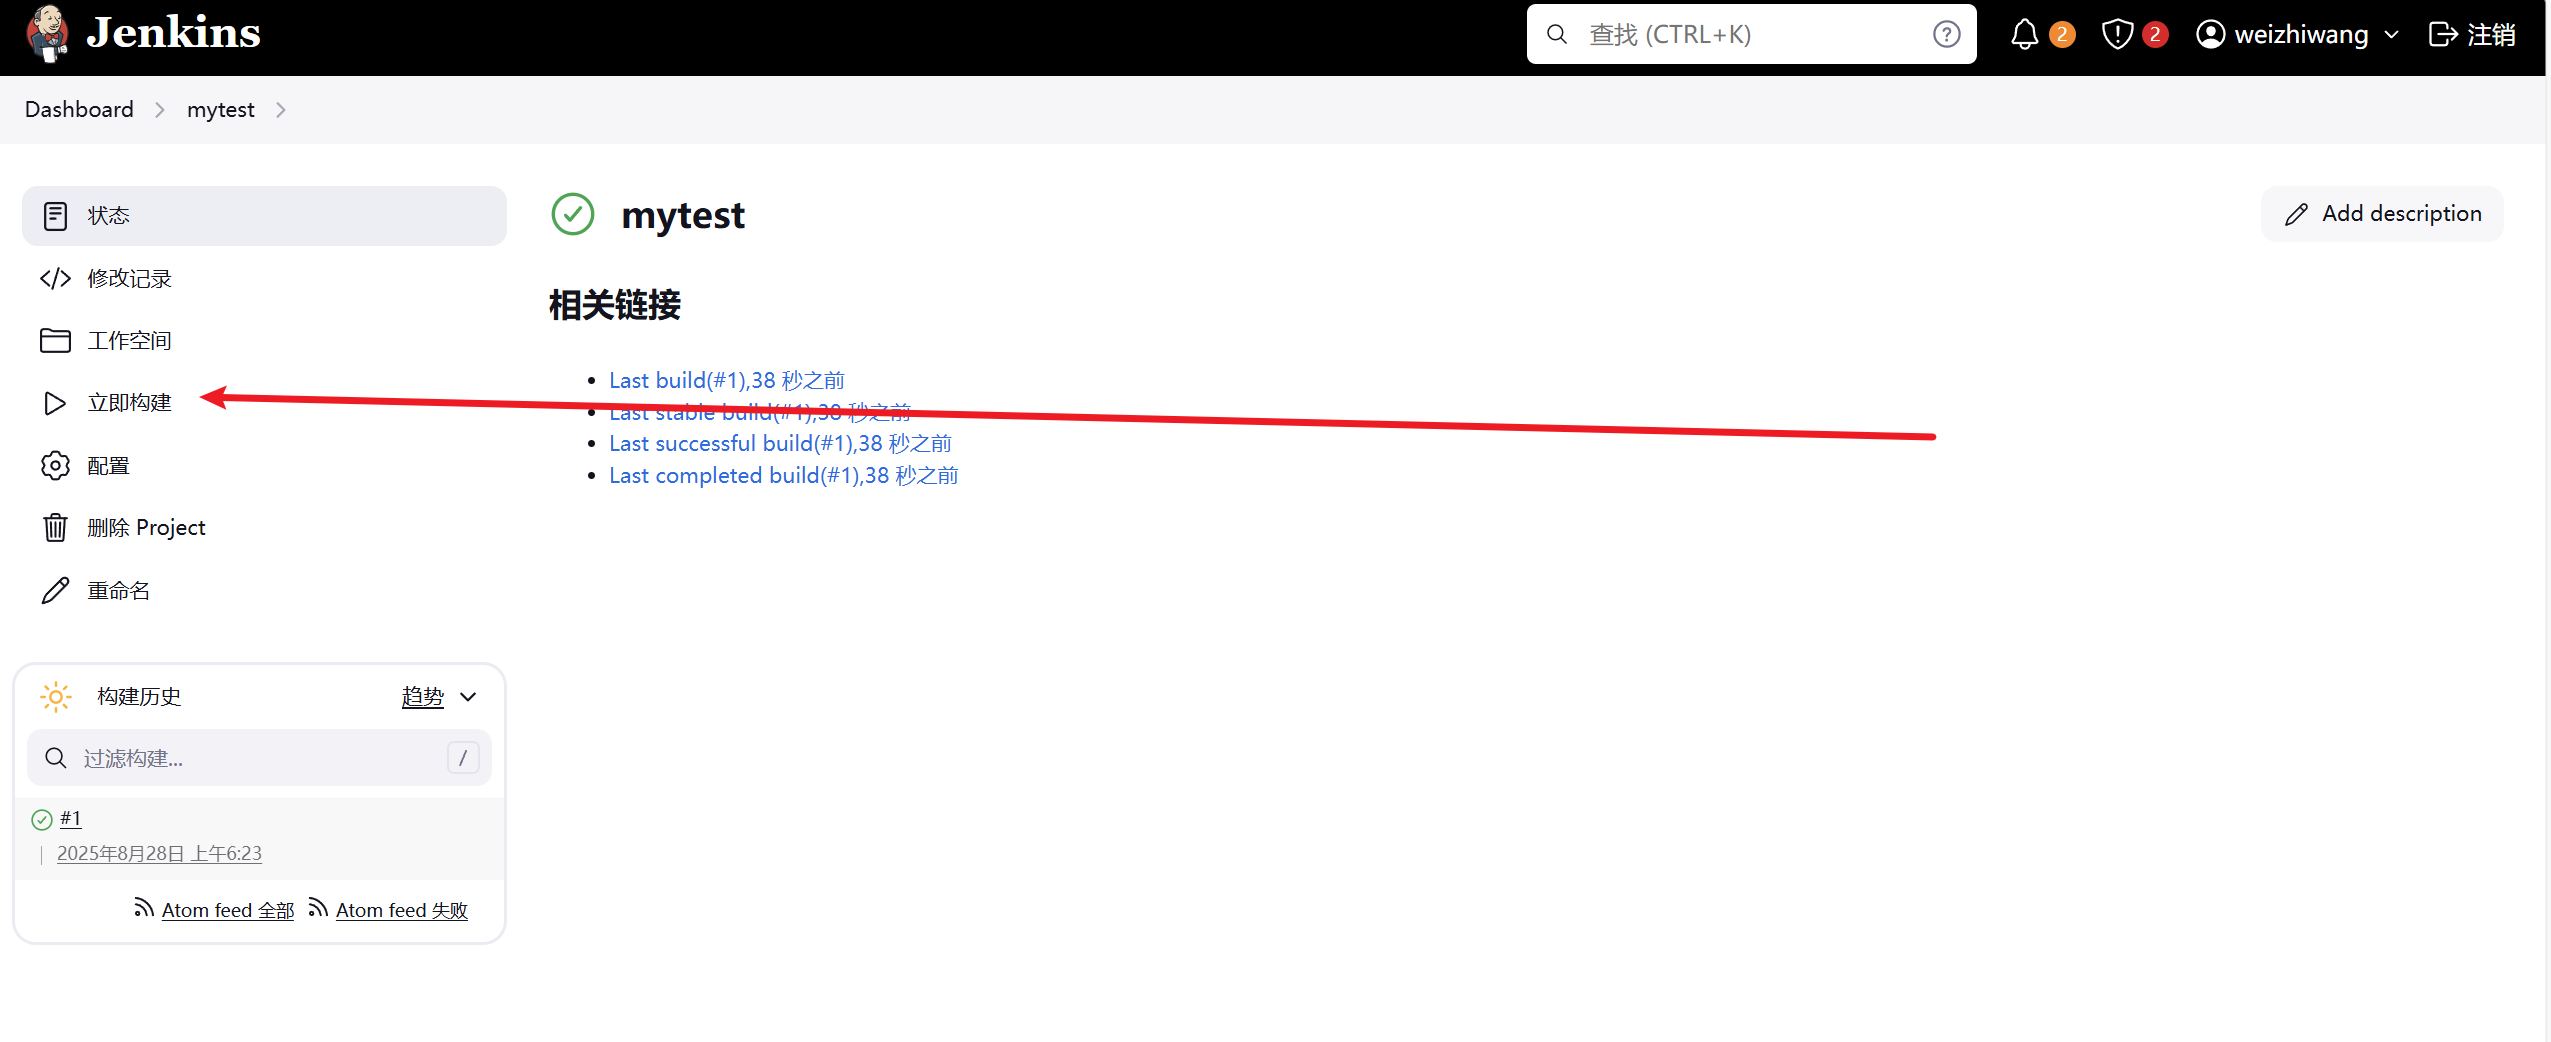 Jenkins
查找 (CTRL+K)
2
2
weizhiwang
注销
Dashboard
mytest
状态
修改记录
工作空间
立即构建
配置
删除 Project
重命名
构建历史
趋势
过滤构建...
/
#1
2025年8月28日 上午6:23
Atom feed 全部
Atom feed 失败
mytest
Add description
相关链接
Last build(#1),38 秒之前
Last stable build(#1),38 秒之前
Last successful build(#1),38 秒之前
Last completed build(#1),38 秒之前